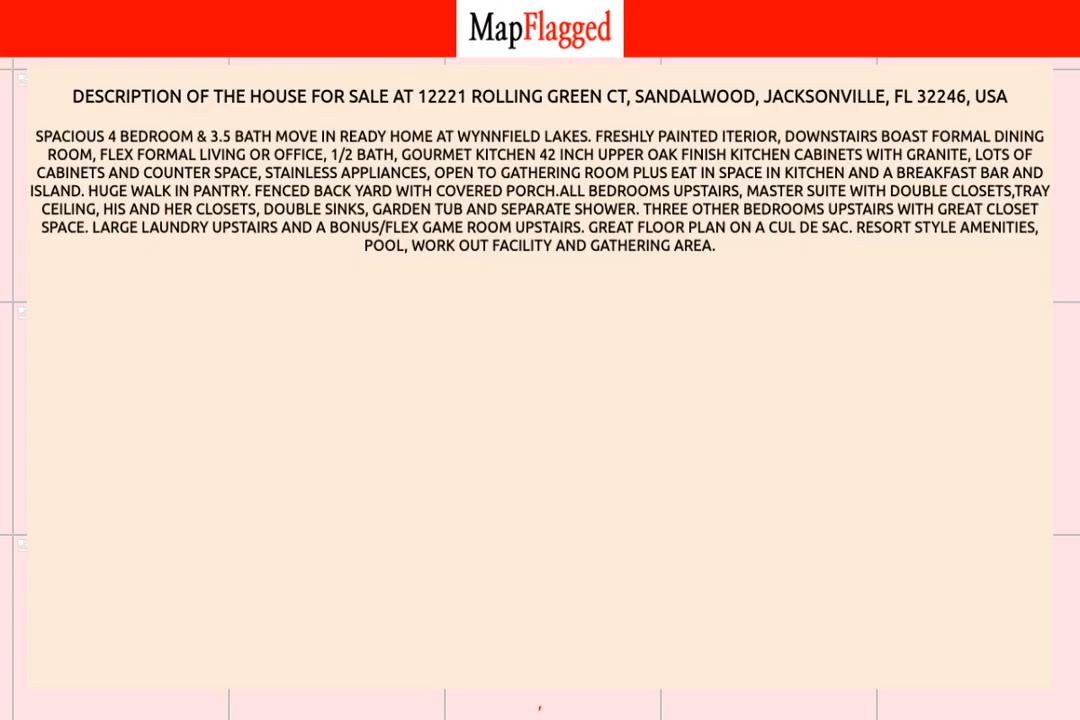 MapFlagged
DESCRIPTION OF THE HOUSE FOR SALE AT 12221 ROLLING GREEN CT, SANDALWOOD, JACKSONVILLE, FL 32246, USA
SPACIOUS 4 BEDROOM & 3.5 BATH MOVE IN READY HOME AT WYNNFIELD LAKES. FRESHLY PAINTED ITERIOR, DOWNSTAIRS BOAST FORMAL DINING
ROOM, FLEX FORMAL LIVING OR OFFICE, 1/2 BATH, GOURMET KITCHEN 42 INCH UPPER OAK FINISH KITCHEN CABINETS WITH GRANITE, LOTS OF
CABINETS AND COUNTER SPACE, STAINLESS APPLIANCES, OPEN TO GATHERING ROOM PLUS EAT IN SPACE IN KITCHEN AND A BREAKFAST BAR AND
ISLAND. HUGE WALK IN PANTRY. FENCED BACK YARD WITH COVERED PORCH.ALL BEDROOMS UPSTAIRS, MASTER SUITE WITH DOUBLE CLOSETS,TRAY
CEILING, HIS AND HER CLOSETS, DOUBLE SINKS, GARDEN TUB AND SEPARATE SHOWER. THREE OTHER BEDROOMS UPSTAIRS WITH GREAT CLOSET
SPACE. LARGE LAUNDRY UPSTAIRS AND A BONUS/FLEX GAME ROOM UPSTAIRS. GREAT FLOOR PLAN ON A CUL DE SAC. RESORT STYLE AMENITIES,
POOL, WORK OUT FACILITY AND GATHERING AREA.
,